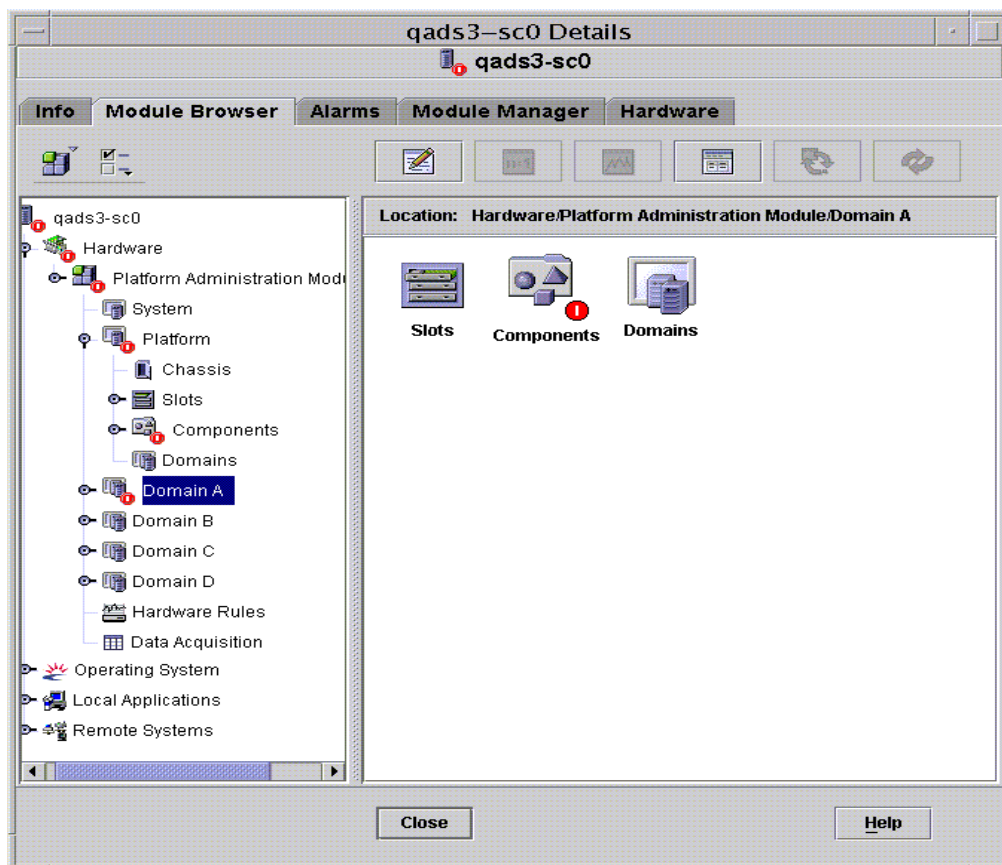 qads3-sc0 Details
qads3-sc0
Info Module Browser Alarms Module Manager Hardware
qads3-sc0
Hardware
Platform Administration Modu
System
Platform
Chassis
Slots
Components
Domains
Domain A
Domain B
Domain C
Domain D
Hardware Rules
Data Acquisition
Operating System
Local Applications
Remote Systems
Location: Hardware/Platform Administration Module/Domain A
Slots
Components
Domains
Close
Help